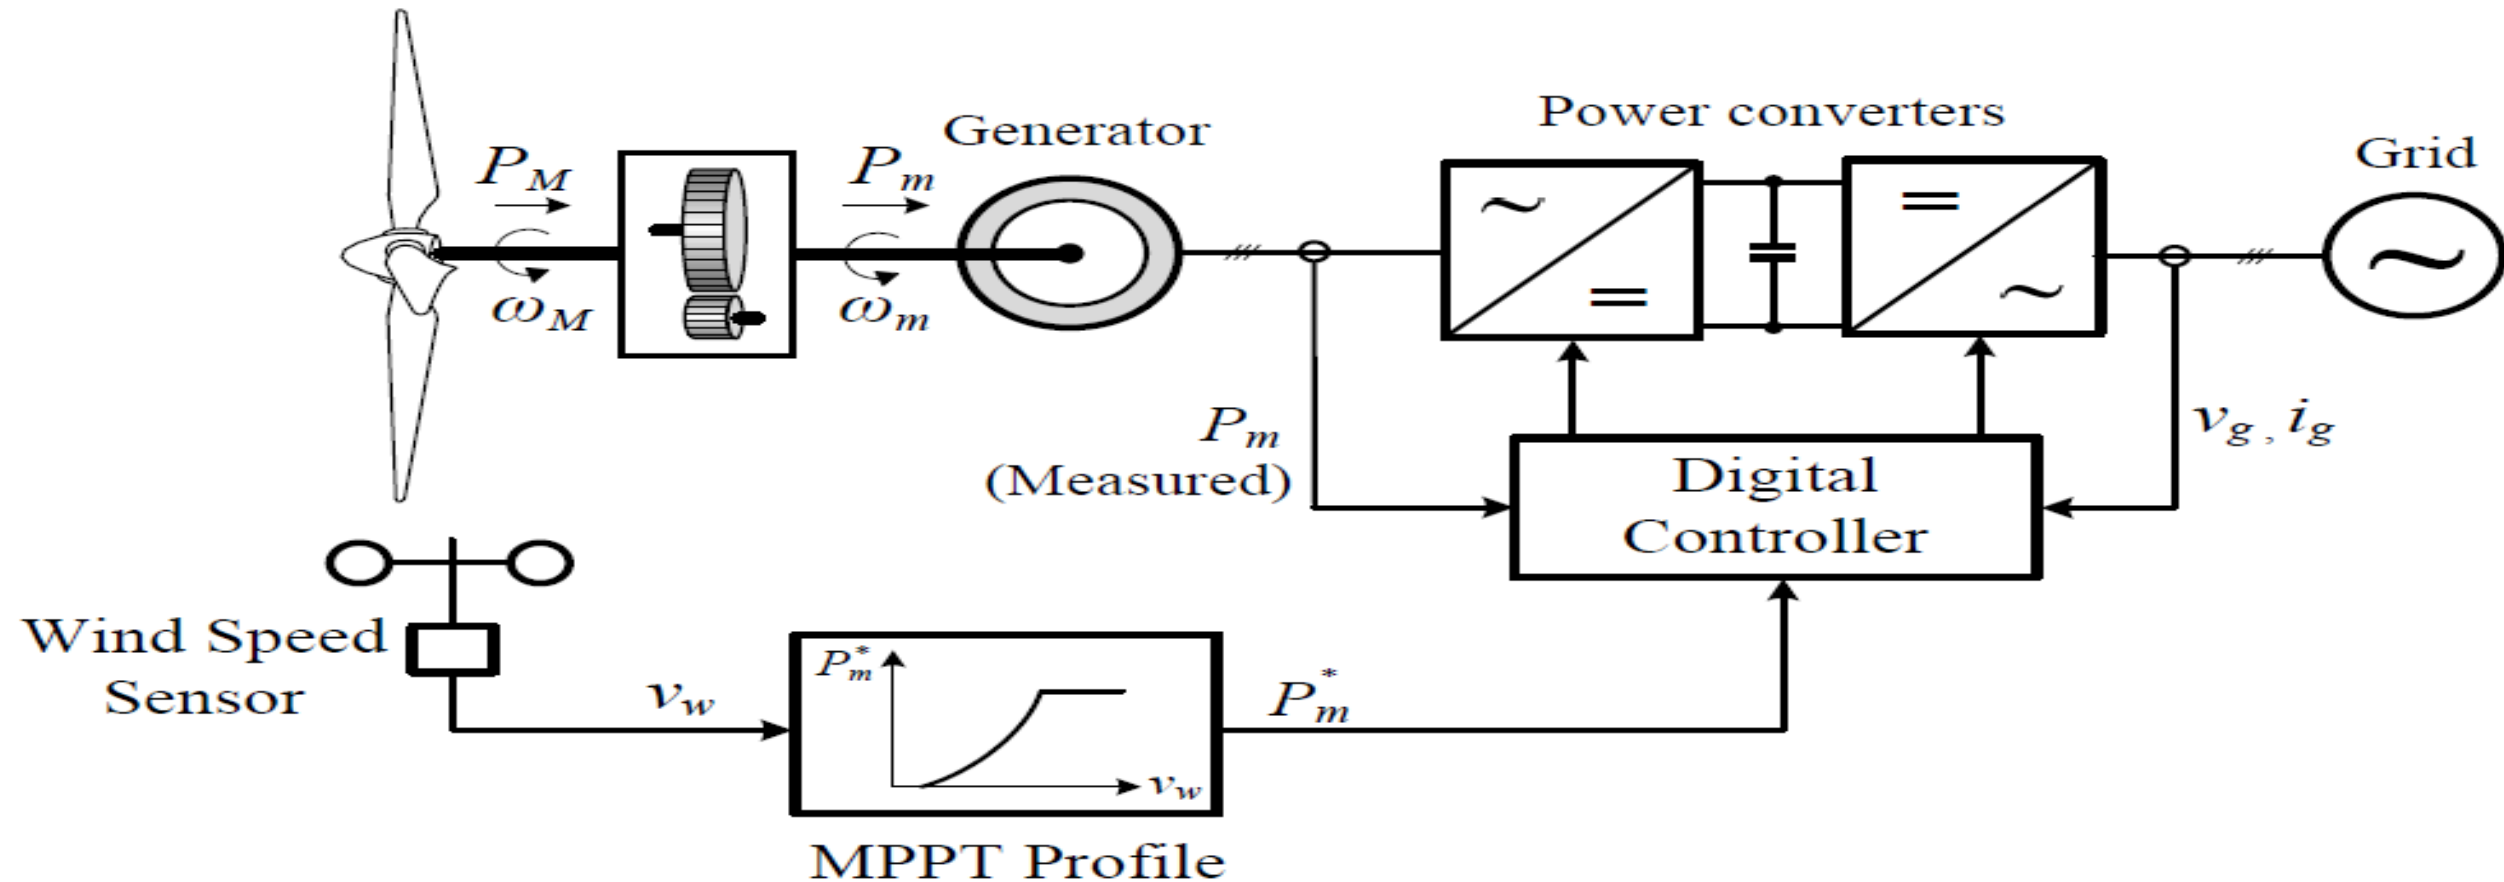 Power converters
Generator
Grid
P_M
P_m
ω_M
ω_m
~
=
=
~
~
P_m
(Measured)
v_g, i_g
Digital
Controller
Wind Speed
Sensor
v_w
P_m^*
v_w
P_m^*
MPPT Profile